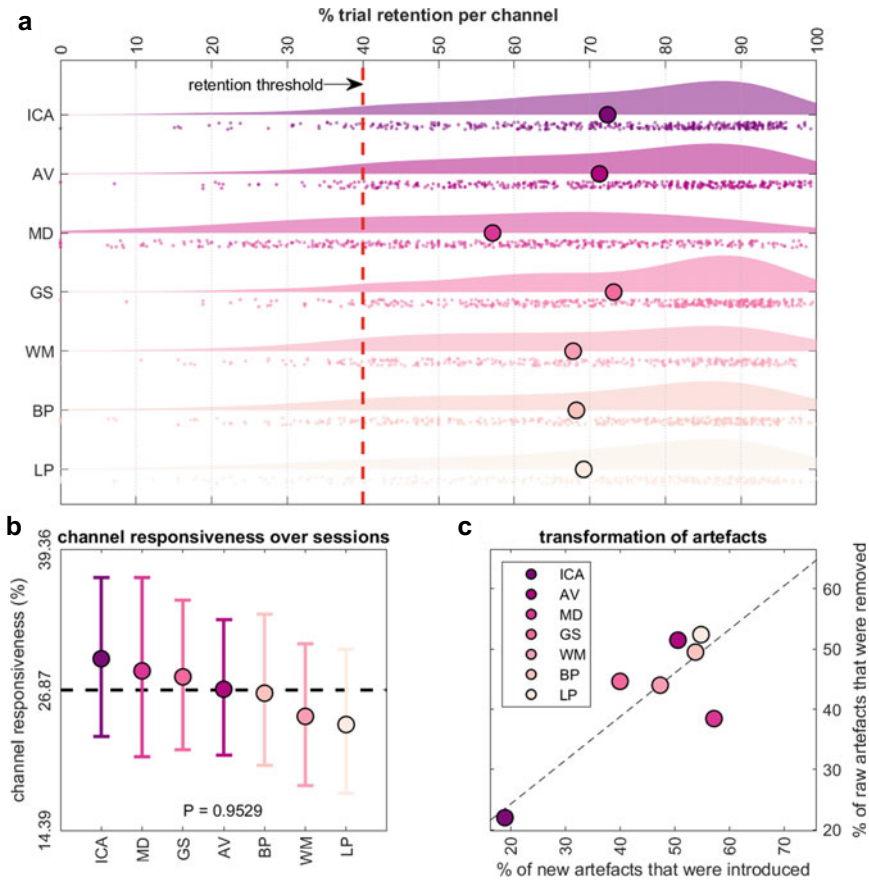 a
% trial retention per channel
0 10 20 30 40 50 60 70 80 90 100
retention threshold
ICA
AV
MD
GS
WM
BP
LP
b
channel responsiveness over sessions
channel responsiveness (%)
39.36
26.87
14.39
P = 0.9529
ICA MD GS AV BP WM LP
c
transformation of artefacts
ICA
AV
MD
GS
WM
BP
LP
60
50
40
30
20
% of raw artefacts that were removed
20 30 40 50 60 70
% of new artefacts that were introduced